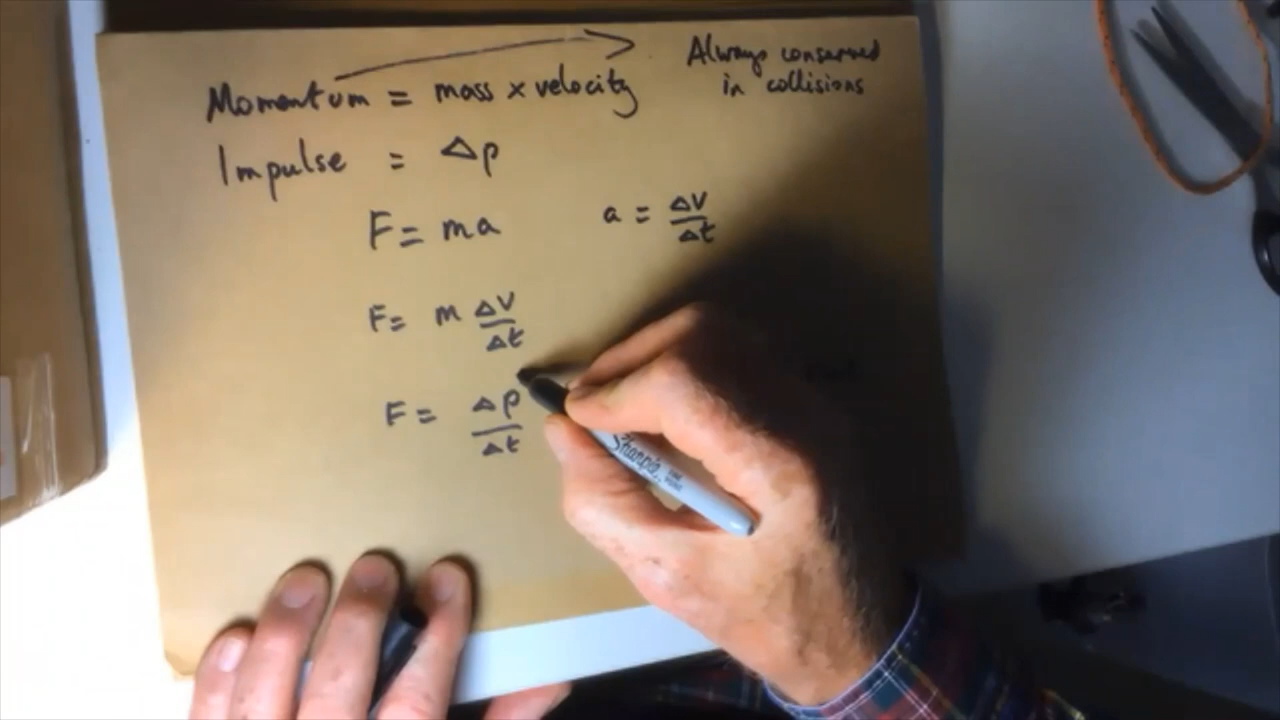 Momentum = mass x velocity
Always conserved
in collisions
Impulse = Δp
F = ma
a = Δv/Δt
F = m Δv/Δt
F = Δp/Δt
Sharpie